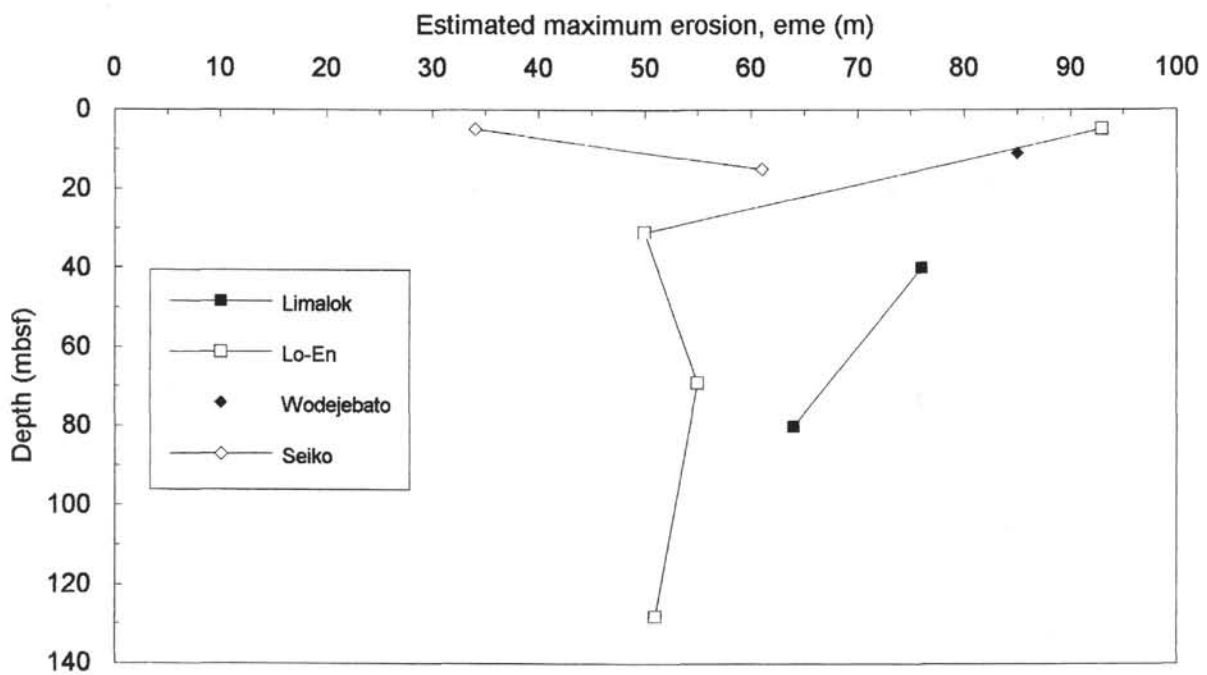 Estimated maximum erosion, eme (m)
0 10 20 30 40 50 60 70 80 90 100
0
20
40
60
80
100
120
140
Depth (mbsf)
Limalok
Lo-En
Wodejebato
Seiko